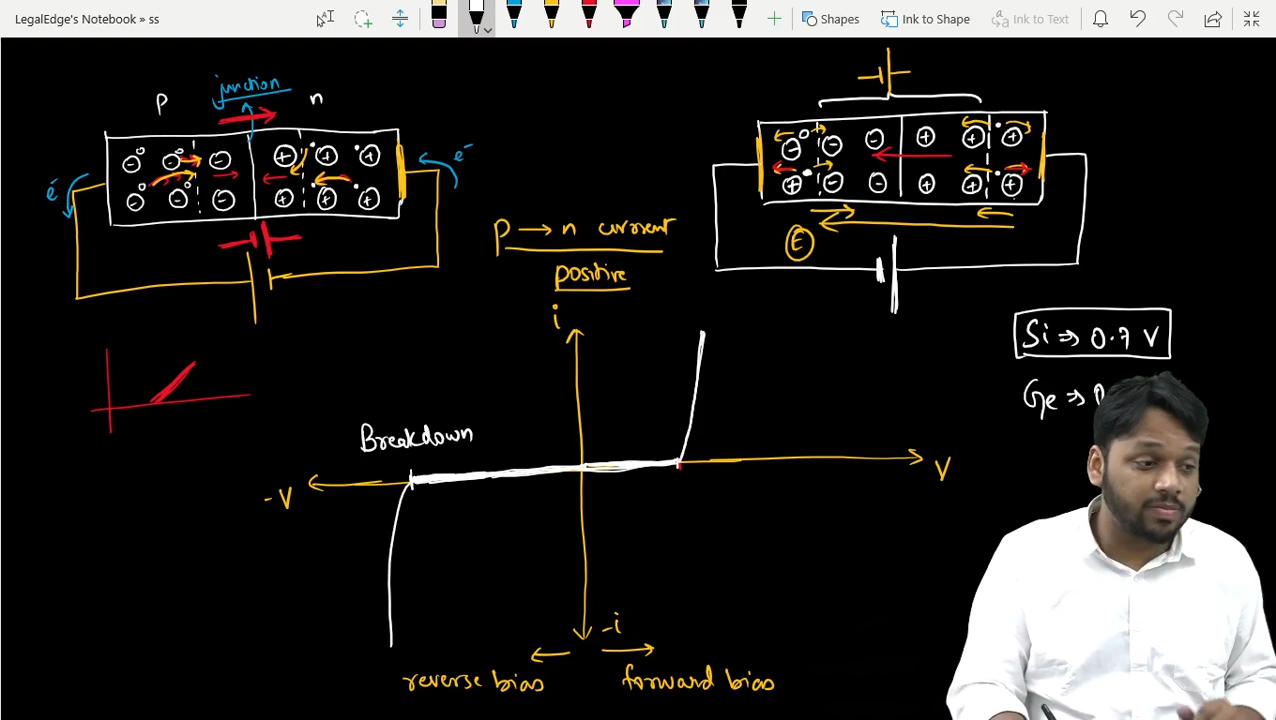 LegalEdge's Notebook » ss
Shapes
Ink to Shape
Ink to Text
junction
p
n
e⁻
e⁻
p → n current
positive
E
Si ⇒ 0.7 V
Ge ⇒ 0
i
Breakdown
-V
V
-i
reverse bias
forward bias